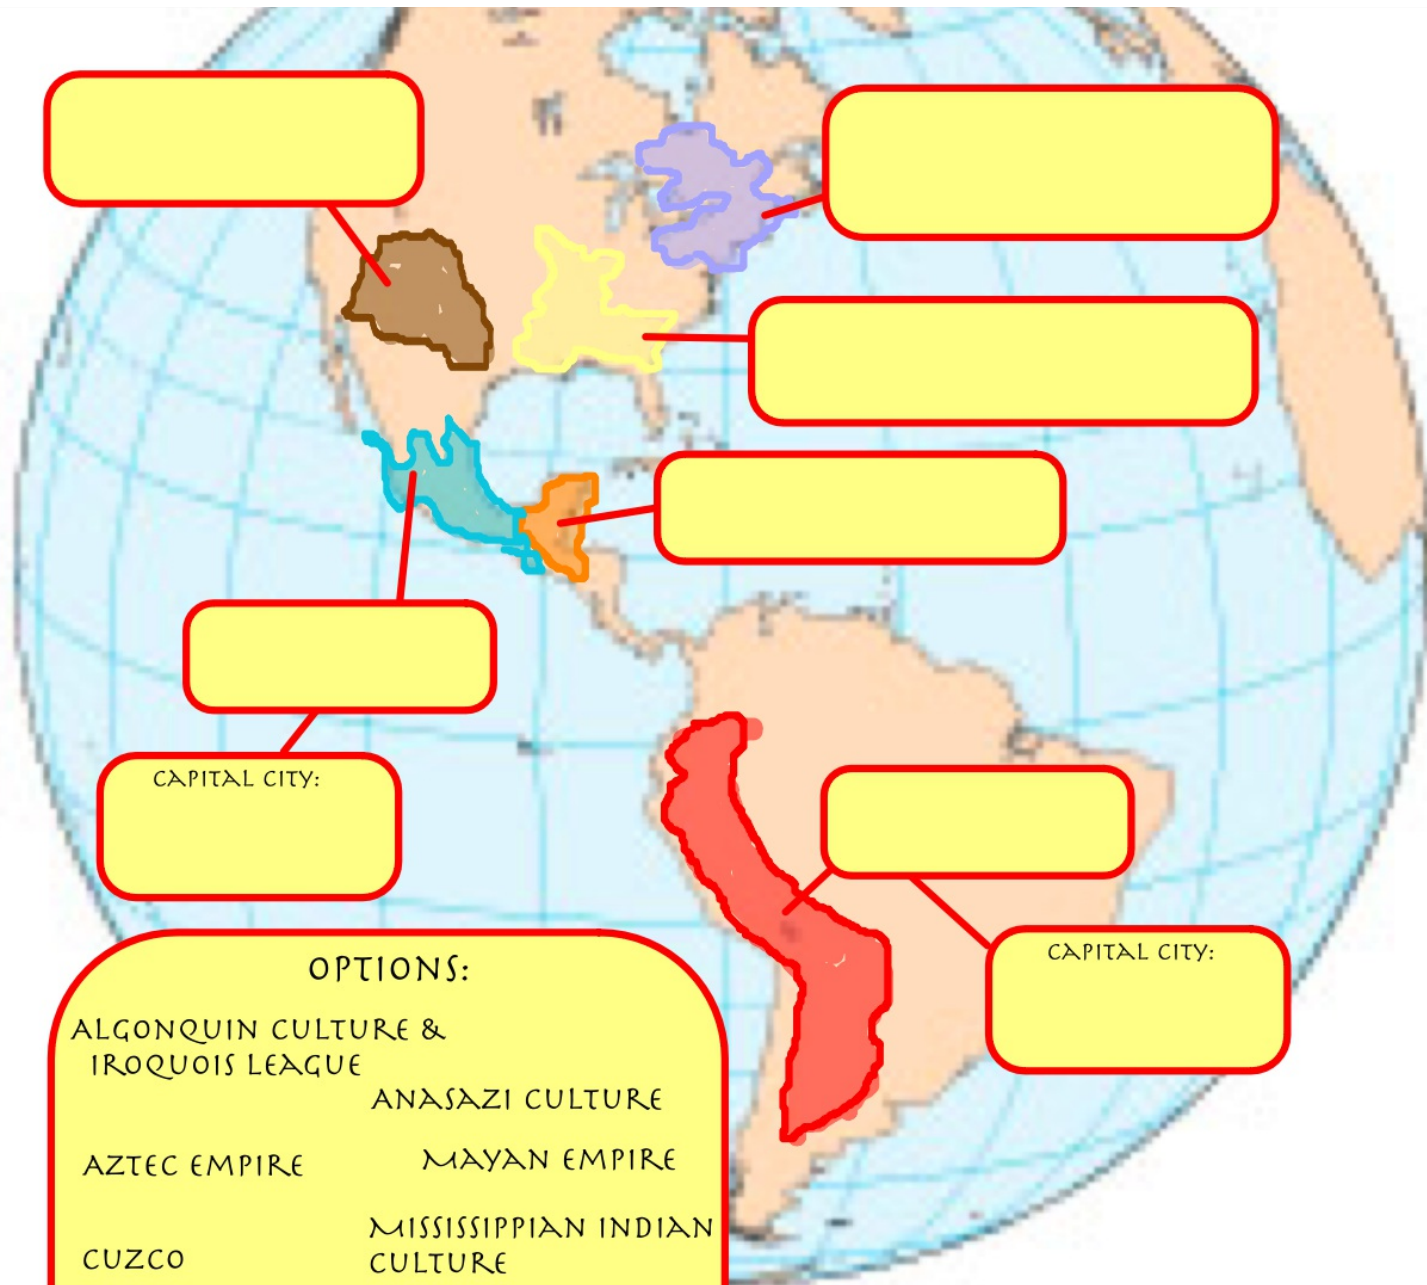 CAPITAL CITY:
CAPITAL CITY:
OPTIONS:
ALGONQUIN CULTURE &
IROQUOIS LEAGUE
ANASAZI CULTURE
AZTEC EMPIRE
MAYAN EMPIRE
MISSISSIPPIAN INDIAN
CULTURE
CUZCO